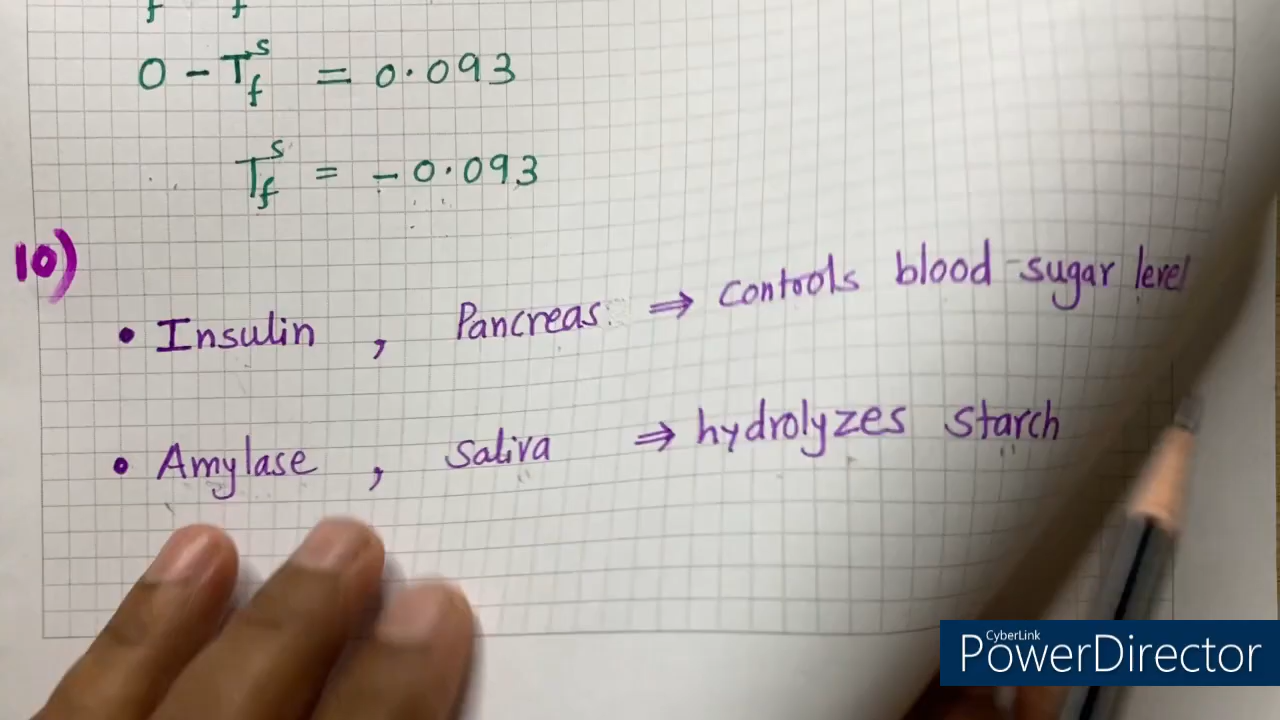 0 - T_f^s = 0.093
T_f^s = -0.093
10)
• Insulin , Pancreas. ⇒ controls blood sugar level
• Amylase , Saliva ⇒ hydrolyzes starch
CyberLink
PowerDirector